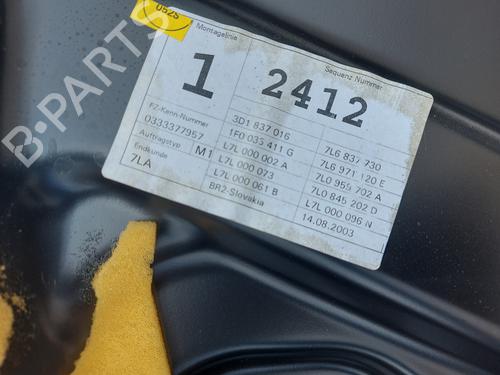 052S
Montagelinie
Sequenz Nummer
1
2412
FZ-Kenn-Nummer
0333377957
Auftragstyp M1
Endkunde
7LA
3D1 837 016
1F0 035 411 G
L7L 000 002 A
L7L 000 073
L7L 000 061 B
BR2-Slovakia
7L6 837 730
7L6 971 120 E
7L0 955 702 A
7L0 845 202 D
L7L 000 096 N
14.08.2003
B-PARTS